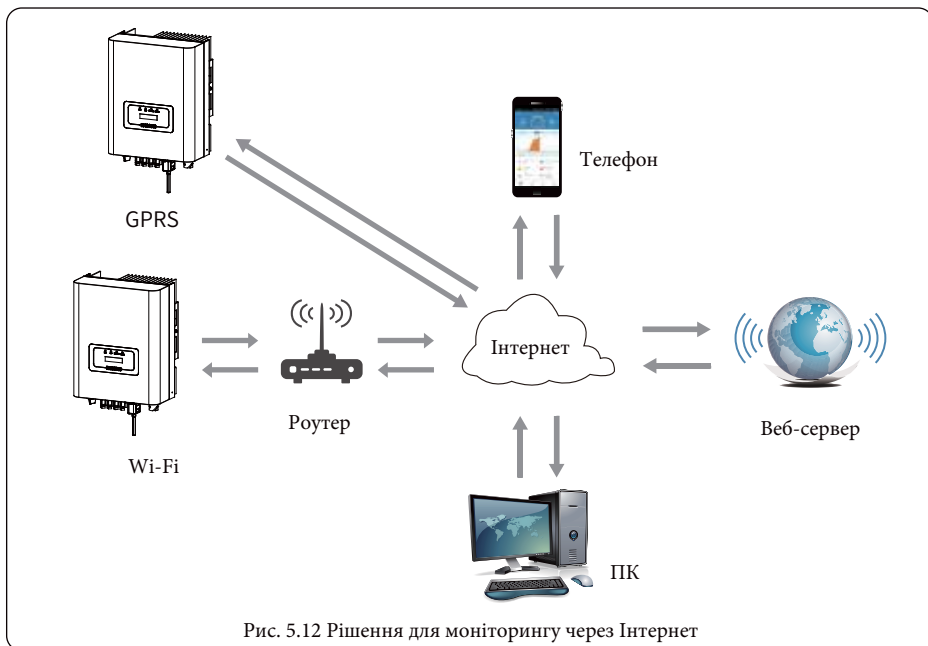 Телефон
GPRS
Інтернет
Роутер
Веб-сервер
Wi-Fi
ПК
Рис. 5.12 Рішення для моніторингу через Інтернет